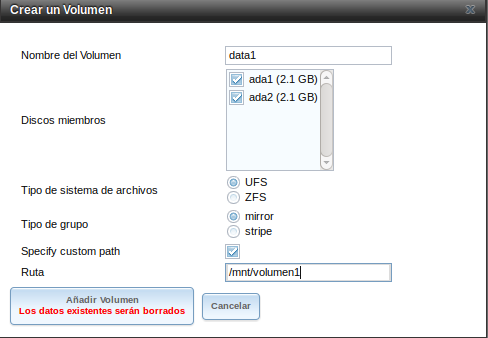 Crear un Volumen
Nombre del Volumen data1
Discos miembros
ada1 (2.1 GB)
ada2 (2.1 GB)
Tipo de sistema de archivos
UFS
ZFS
Tipo de grupo
mirror
stripe
Specify custom path
Ruta /mnt/volumen1
Añadir Volumen
Los datos existentes serán borrados
Cancelar